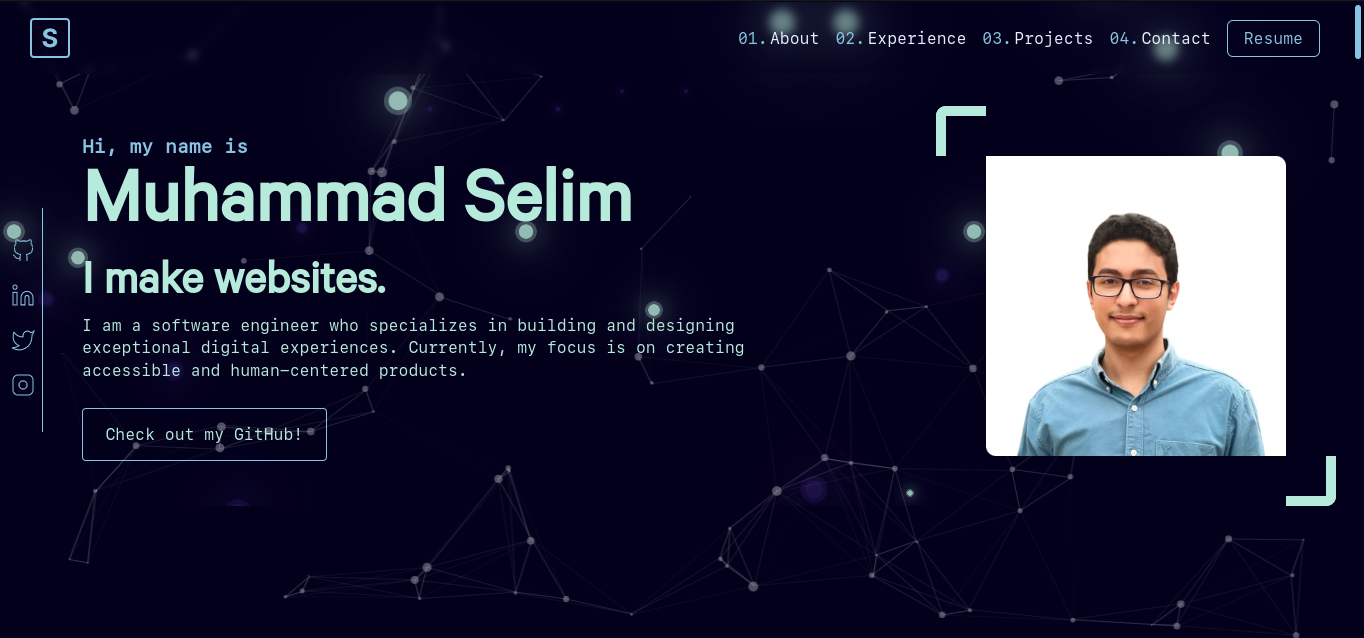 S
01. About 02. Experience 03. Projects 04. Contact Resume
Hi, my name is
Muhammad Selim
I make websites.
I am a software engineer who specializes in building and designing
exceptional digital experiences. Currently, my focus is on creating
accessible and human-centered products.
Check out my GitHub!